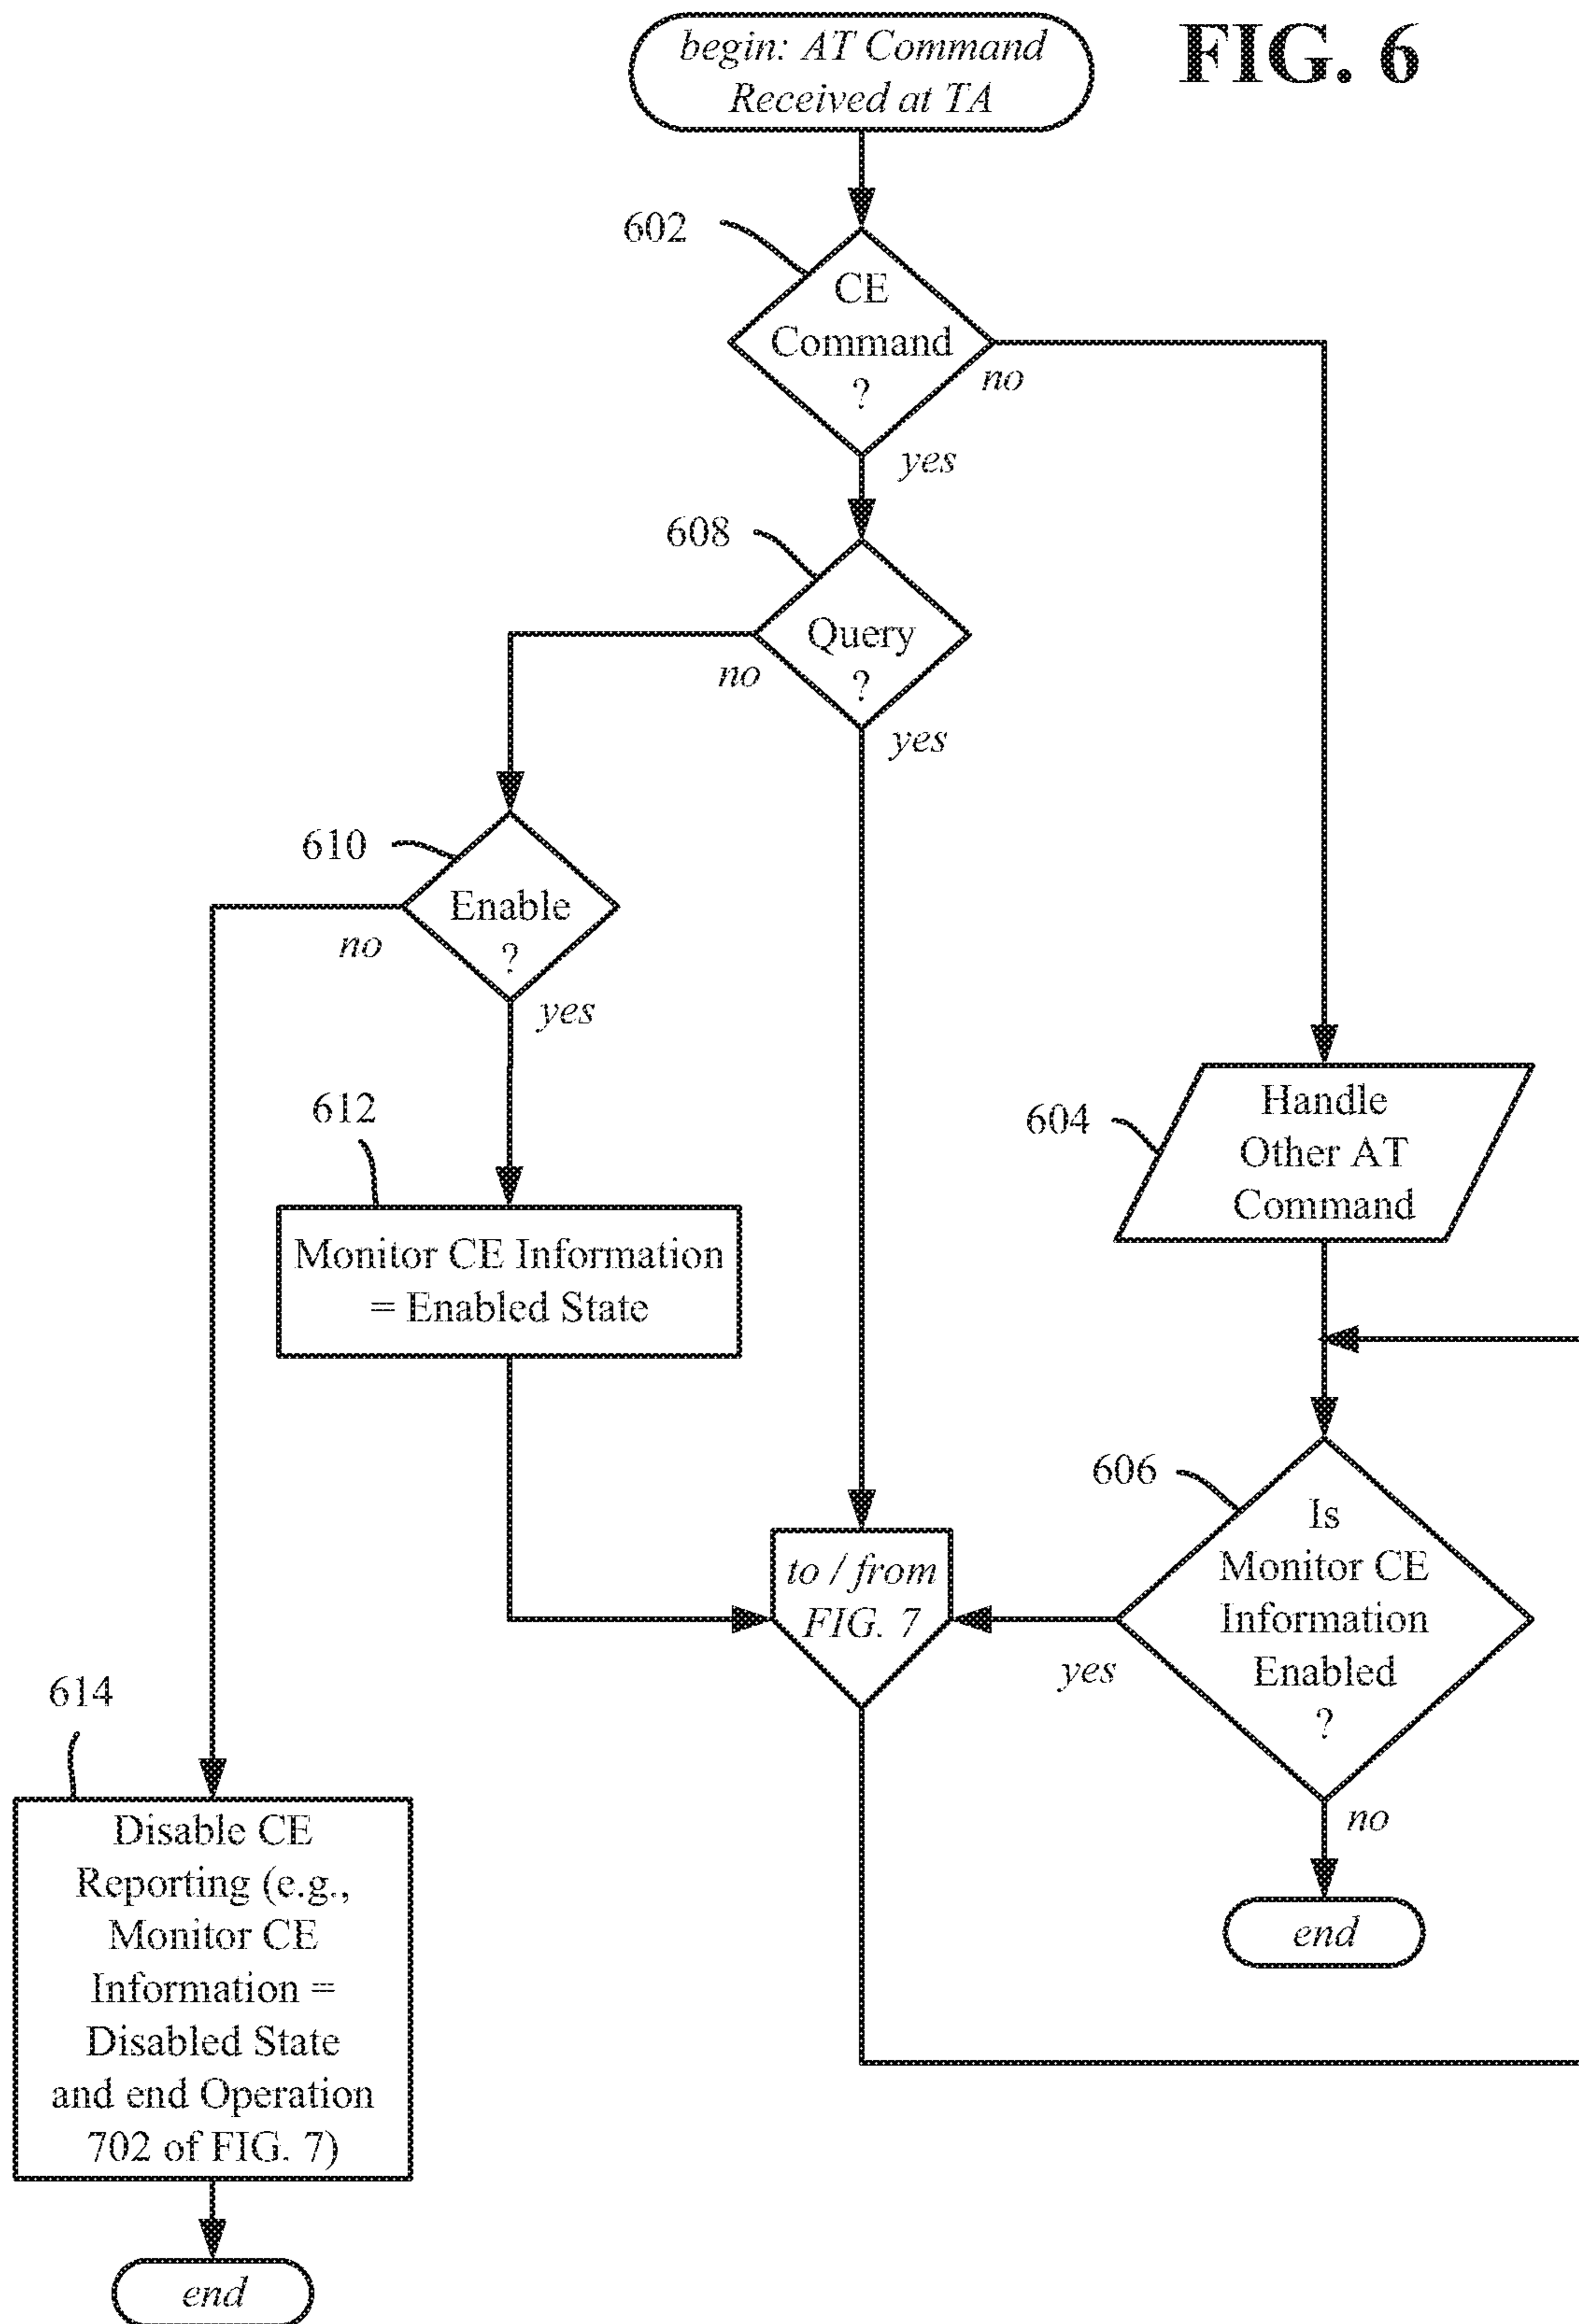 FIG. 6
begin: AT Command
Received at TA
602
CE
Command
?
no
yes
608
Query
?
no
yes
610
Enable
?
no
yes
612
Monitor CE Information
= Enabled State
604
Handle
Other AT
Command
606
Is
Monitor CE
Information
Enabled
?
yes
no
to / from
FIG. 7
end
614
Disable CE
Reporting (e.g.,
Monitor CE
Information =
Disabled State
and end Operation
702 of FIG. 7)
end